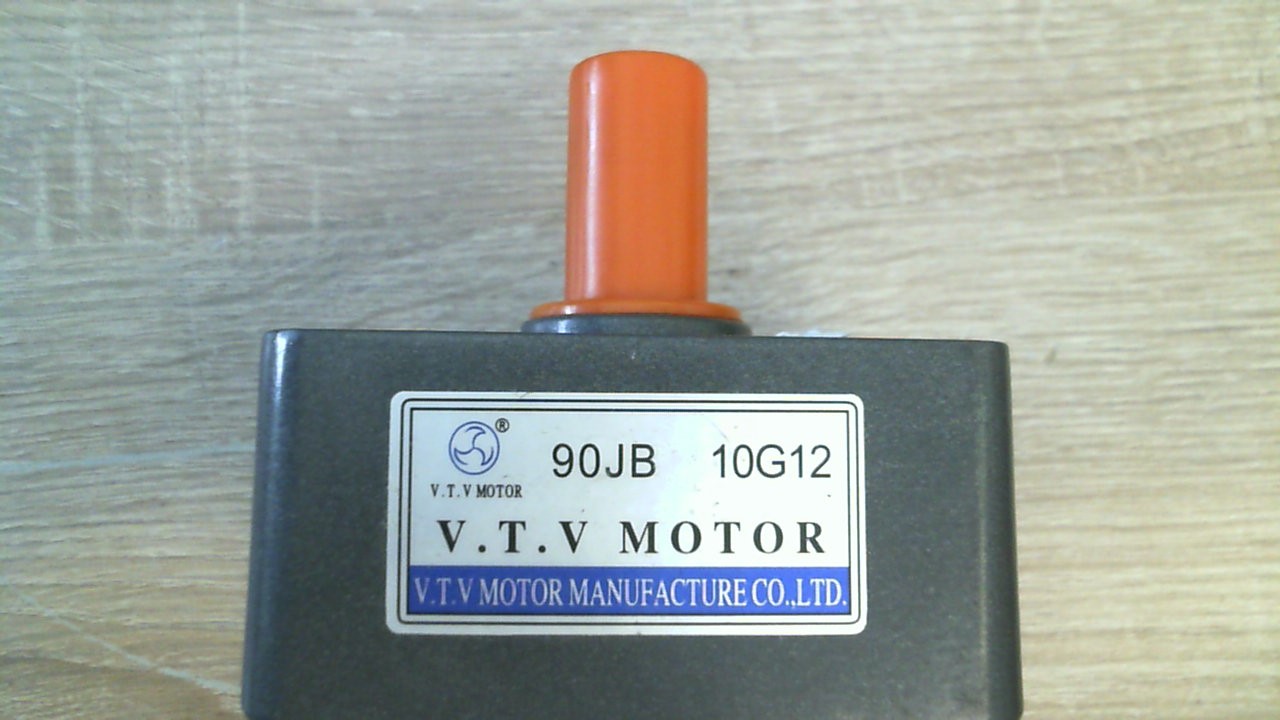 ®
90JB 10G12
V.T.V MOTOR
V.T.V MOTOR
V.T.V MOTOR MANUFACTURE CO.,LTD.